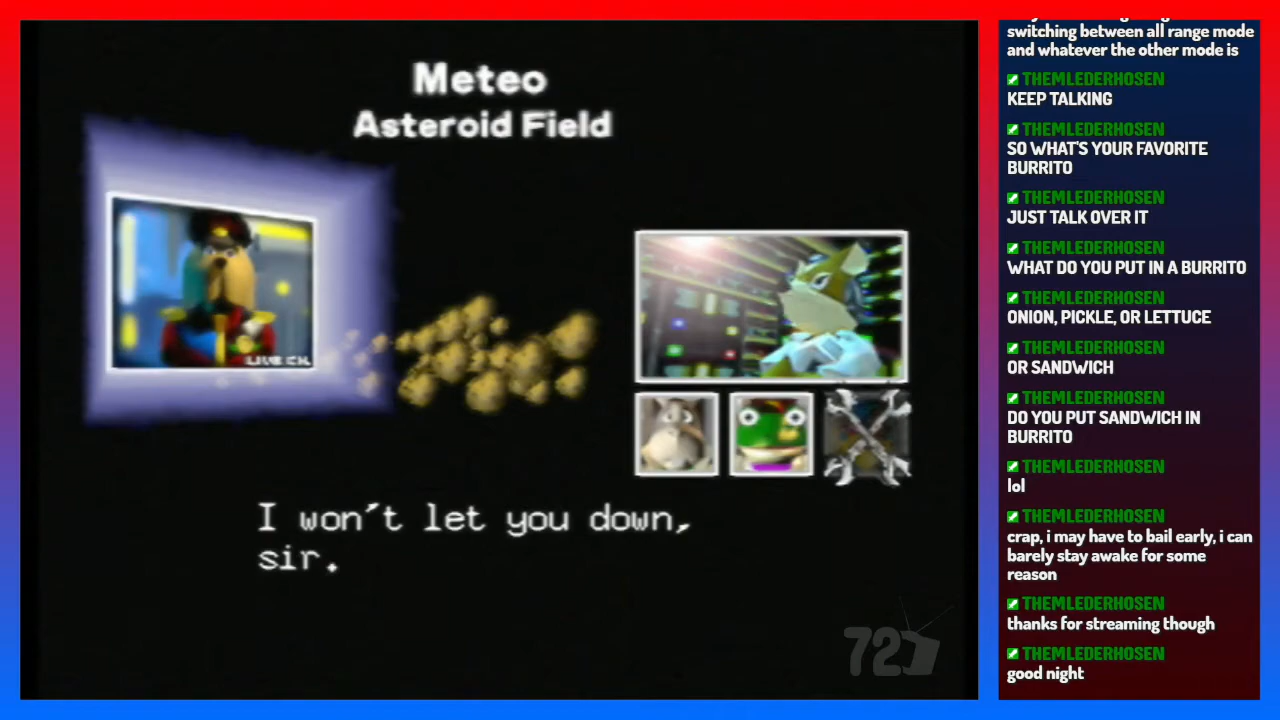 Meteo
Asteroid Field
LIVE CH.
I won't let you down,
sir.
72
switching between all range mode
and whatever the other mode is
THEMLEDERHOSEN
KEEP TALKING
THEMLEDERHOSEN
SO WHAT'S YOUR FAVORITE
BURRITO
THEMLEDERHOSEN
JUST TALK OVER IT
THEMLEDERHOSEN
WHAT DO YOU PUT IN A BURRITO
THEMLEDERHOSEN
ONION, PICKLE, OR LETTUCE
THEMLEDERHOSEN
OR SANDWICH
THEMLEDERHOSEN
DO YOU PUT SANDWICH IN
BURRITO
THEMLEDERHOSEN
lol
THEMLEDERHOSEN
crap, i may have to bail early, i can
barely stay awake for some
reason
THEMLEDERHOSEN
thanks for streaming though
THEMLEDERHOSEN
good night